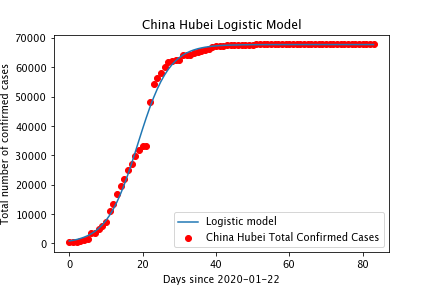 China Hubei Logistic Model
Total number of confirmed cases
70000
60000
50000
40000
30000
20000
10000
0
Logistic model
China Hubei Total Confirmed Cases
0 20 40 60 80
Days since 2020-01-22